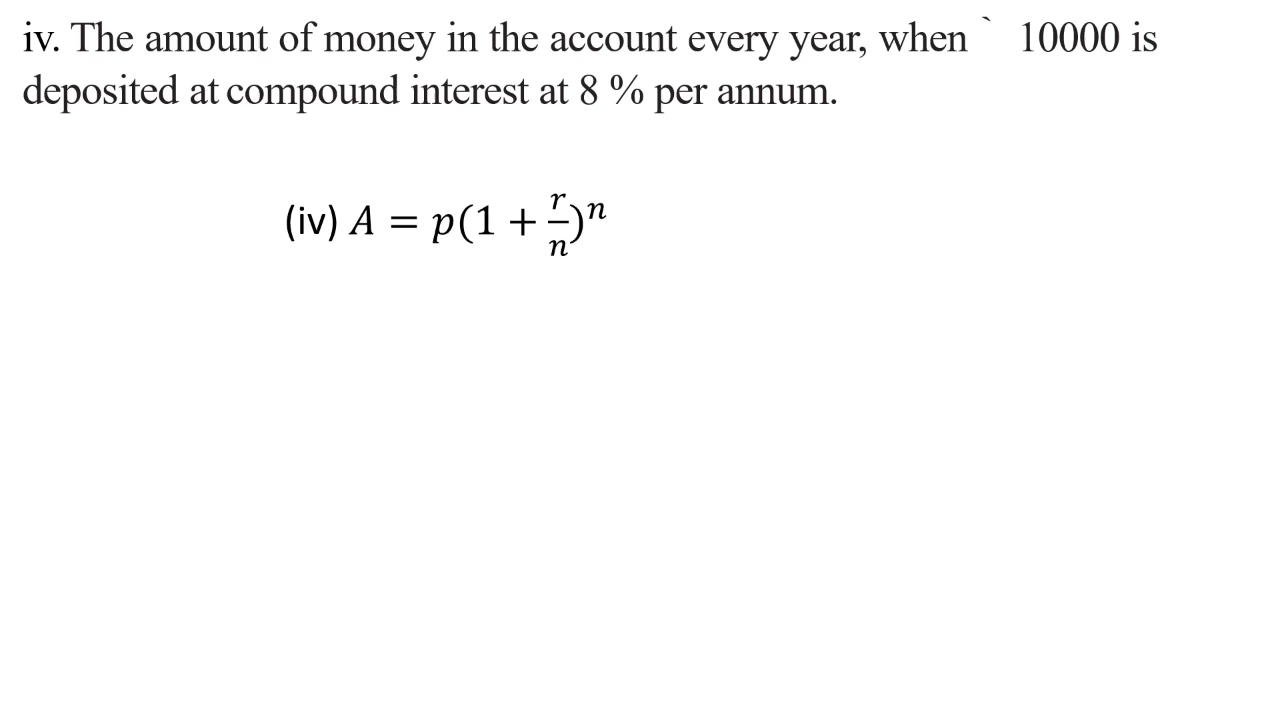 iv. The amount of money in the account every year, when ` 10000 is
deposited at compound interest at 8 % per annum.
(iv) A = p(1 + r/n)^n